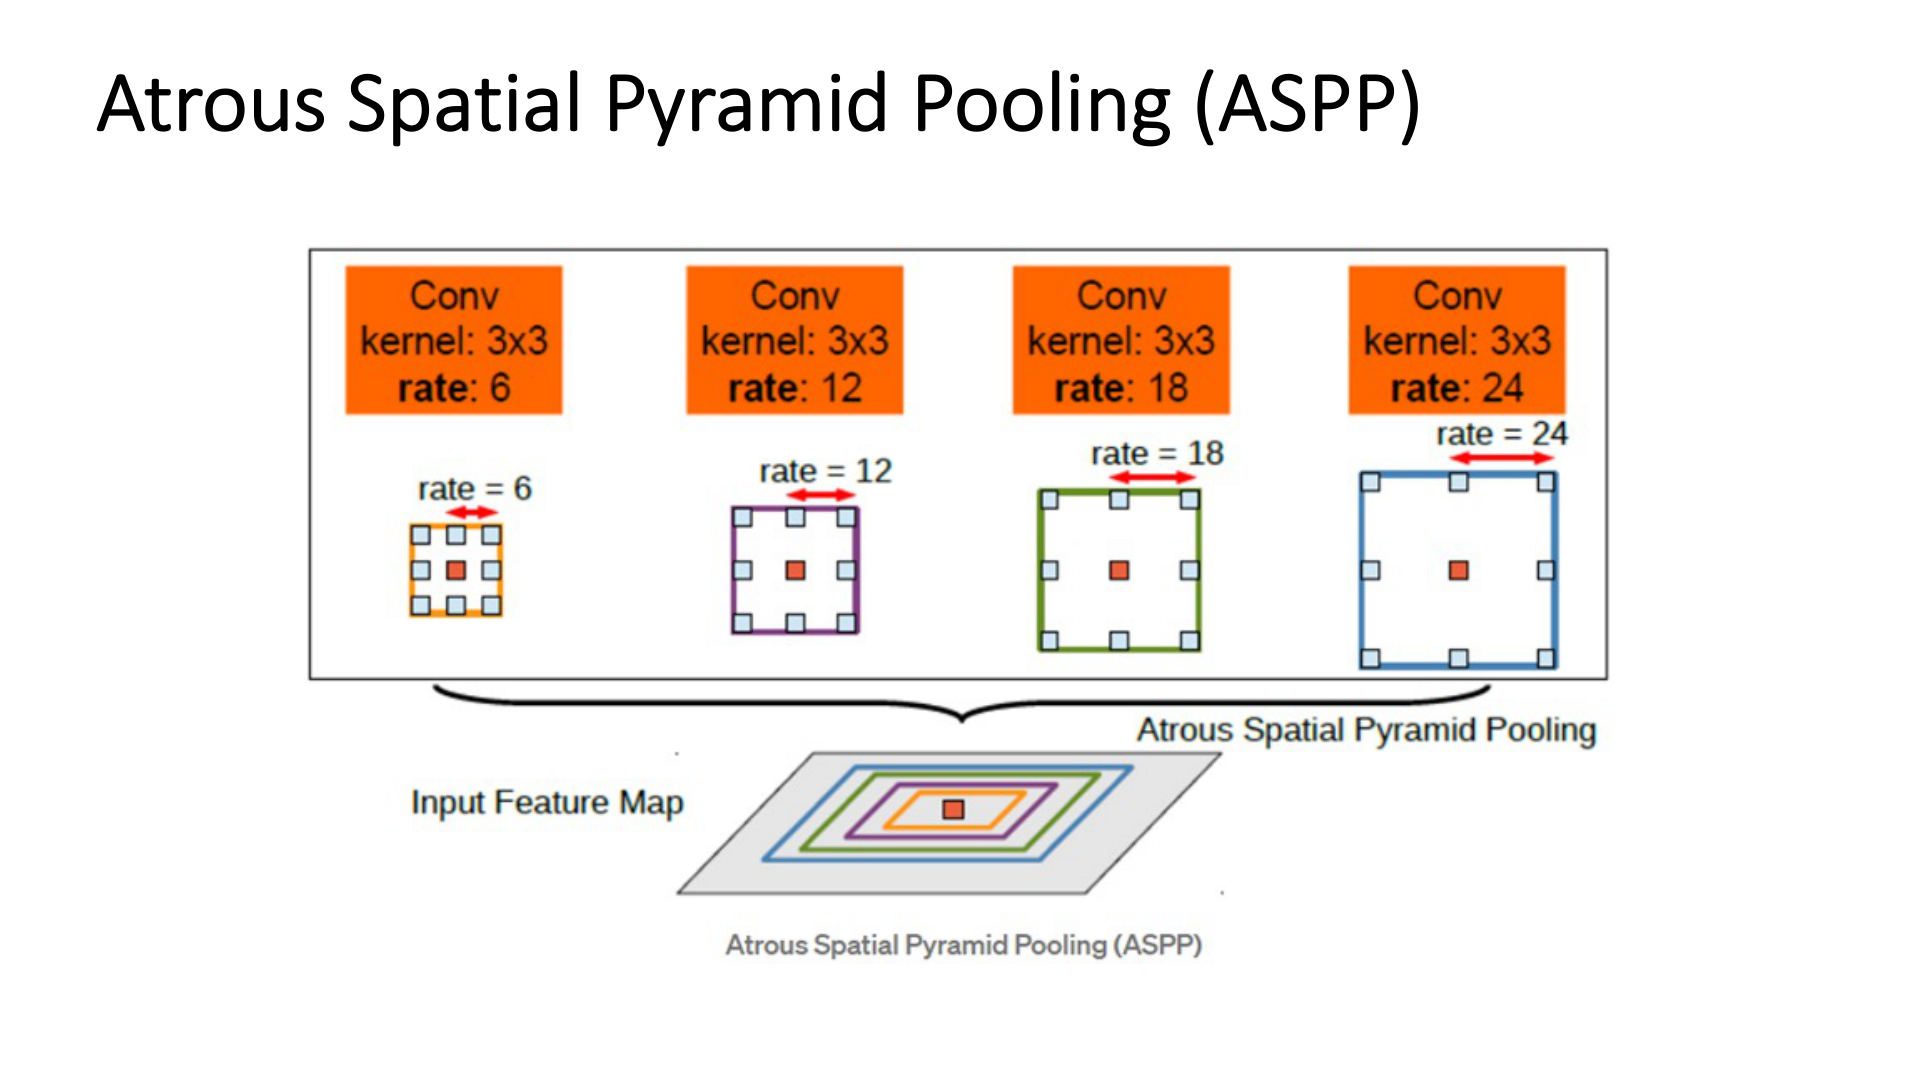 Atrous Spatial Pyramid Pooling (ASPP)
Conv
kernel: 3x3
rate: 6
Conv
kernel: 3x3
rate: 12
Conv
kernel: 3x3
rate: 18
Conv
kernel: 3x3
rate: 24
rate = 6
rate = 12
rate = 18
rate = 24
Atrous Spatial Pyramid Pooling
Input Feature Map
Atrous Spatial Pyramid Pooling (ASPP)